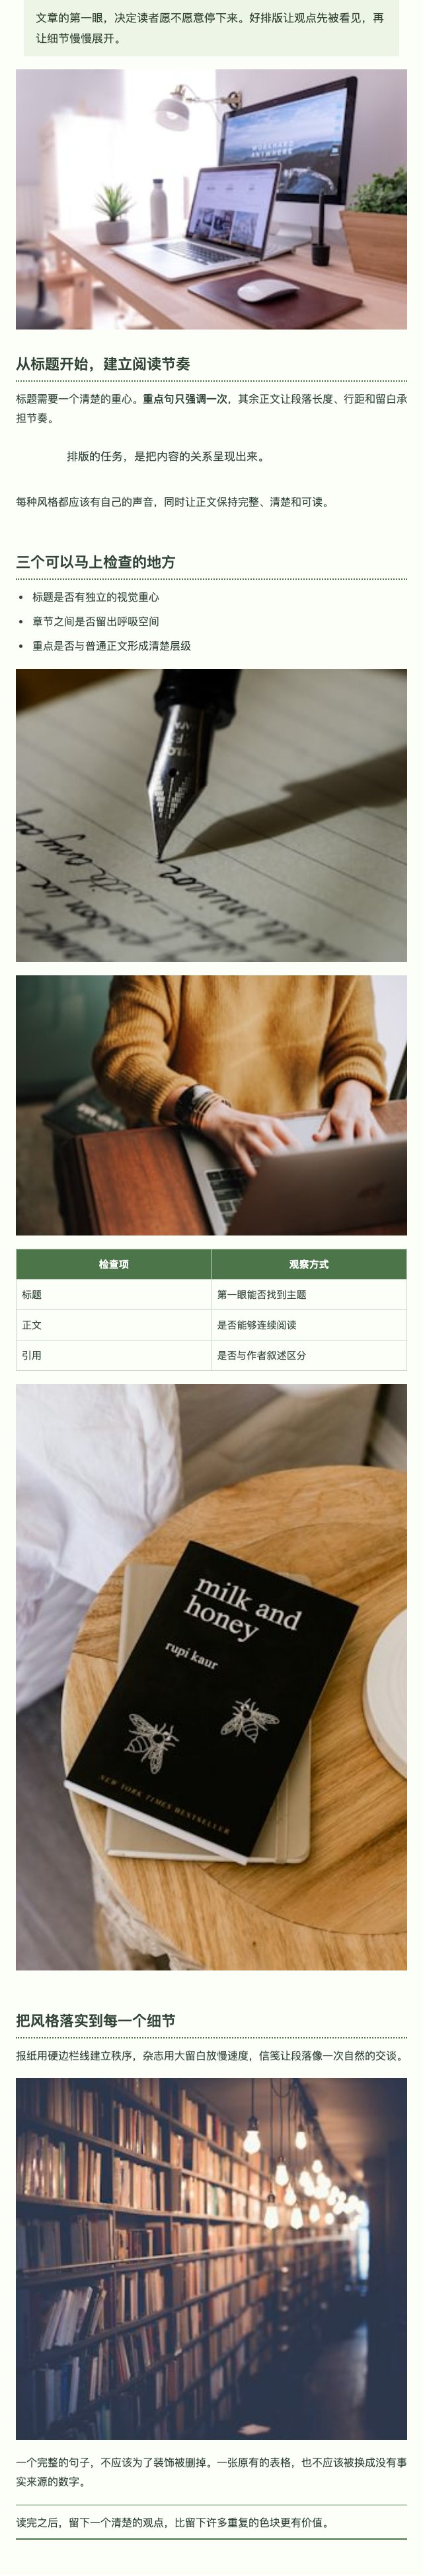 文章的第一眼，决定读者愿不愿意停下来。好排版让观点先被看见，再
让细节慢慢展开。
从标题开始，建立阅读节奏
标题需要一个清楚的重心。重点句只强调一次，其余正文让段落长度、行距和留白承
担节奏。
排版的任务，是把内容的关系呈现出来。
每种风格都应该有自己的声音，同时让正文保持完整、清楚和可读。
三个可以马上检查的地方
• 标题是否有独立的视觉重心
• 章节之间是否留出呼吸空间
• 重点是否与普通正文形成清楚层级
检查项 观察方式
标题 第一眼能否找到主题
正文 是否能够连续阅读
引用 是否与作者叙述区分
milk and
honey
rupi kaur
NEW YORK TIMES BESTSELLER
把风格落实到每一个细节
报纸用硬边栏线建立秩序，杂志用大留白放慢速度，信笺让段落像一次自然的交谈。
一个完整的句子，不应该为了装饰被删掉。一张原有的表格，也不应该被换成没有事
实来源的数字。
读完之后，留下一个清楚的观点，比留下许多重复的色块更有价值。